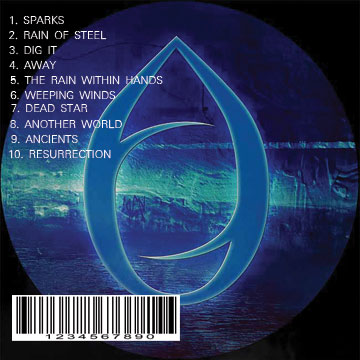 1. SPARKS
2. RAIN OF STEEL
3. DIG IT
4. AWAY
5. THE RAIN WITHIN HANDS
6. WEEPING WINDS
7. DEAD STAR
8. ANOTHER WORLD
9. ANCIENTS
10. RESURRECTION
1234567890